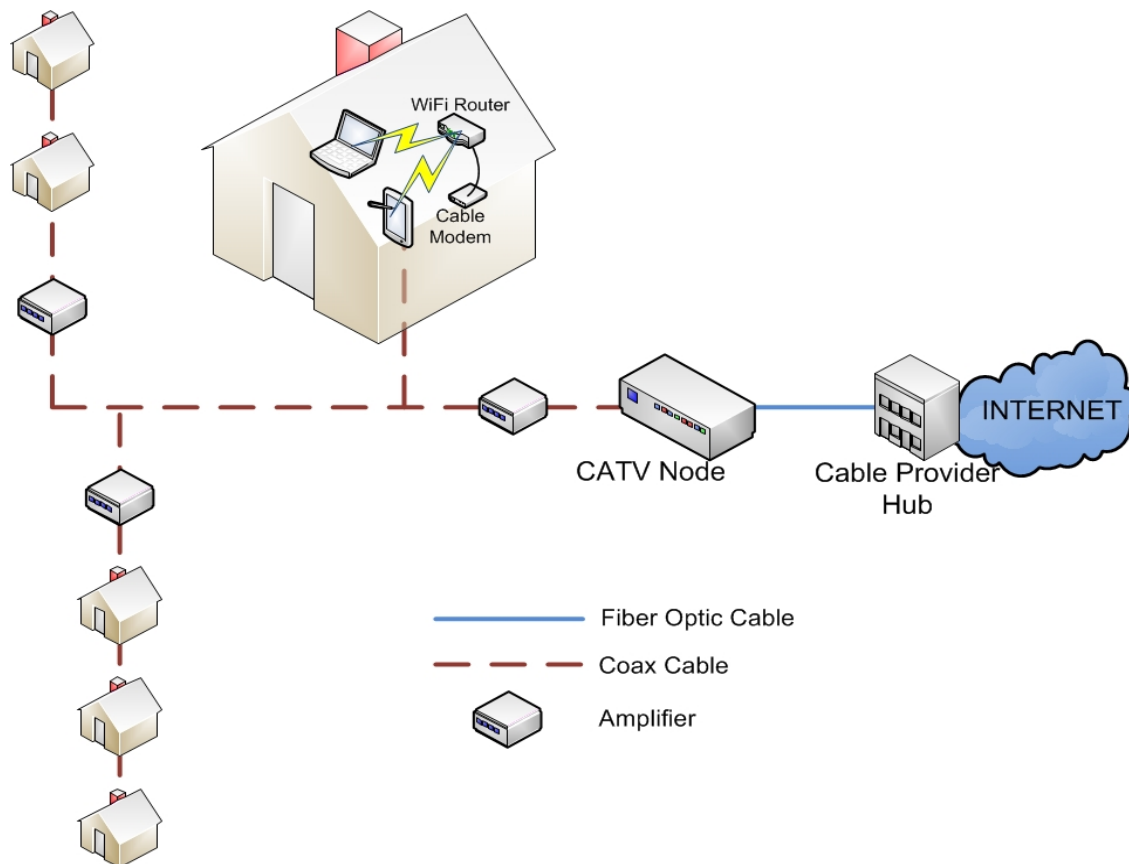 WiFi Router
Cable
Modem
INTERNET
CATV Node
Cable Provider
Hub
Fiber Optic Cable
Coax Cable
Amplifier